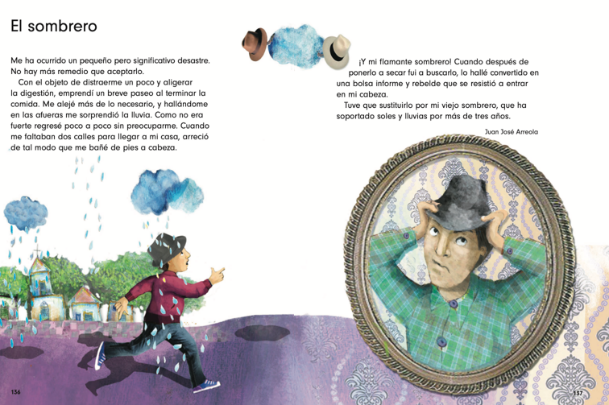 El sombrero
Me ha ocurrido un pequeño pero significativo desastre.
No hay más remedio que aceptarlo.
Con el objeto de distraerme un poco y aligerar
la digestión, emprendí un breve paseo al terminar la
comida. Me alejé más de lo necesario, y hallándome
en las afueras me sorprendió la lluvia. Como no era
fuerte regresé poco a poco sin preocuparme. Cuando
me faltaban dos calles para llegar a mi casa, arreció
de tal modo que me bañé de pies a cabeza.
¡Y mi flamante sombrero! Cuando después de
ponerlo a secar fui a buscarlo, lo hallé convertido en
una bolsa informe y rebelde que se resistió a entrar
en mi cabeza.
Tuve que sustituirlo por mi viejo sombrero, que ha
soportado soles y lluvias por más de tres años.
Juan José Arreola
156
157